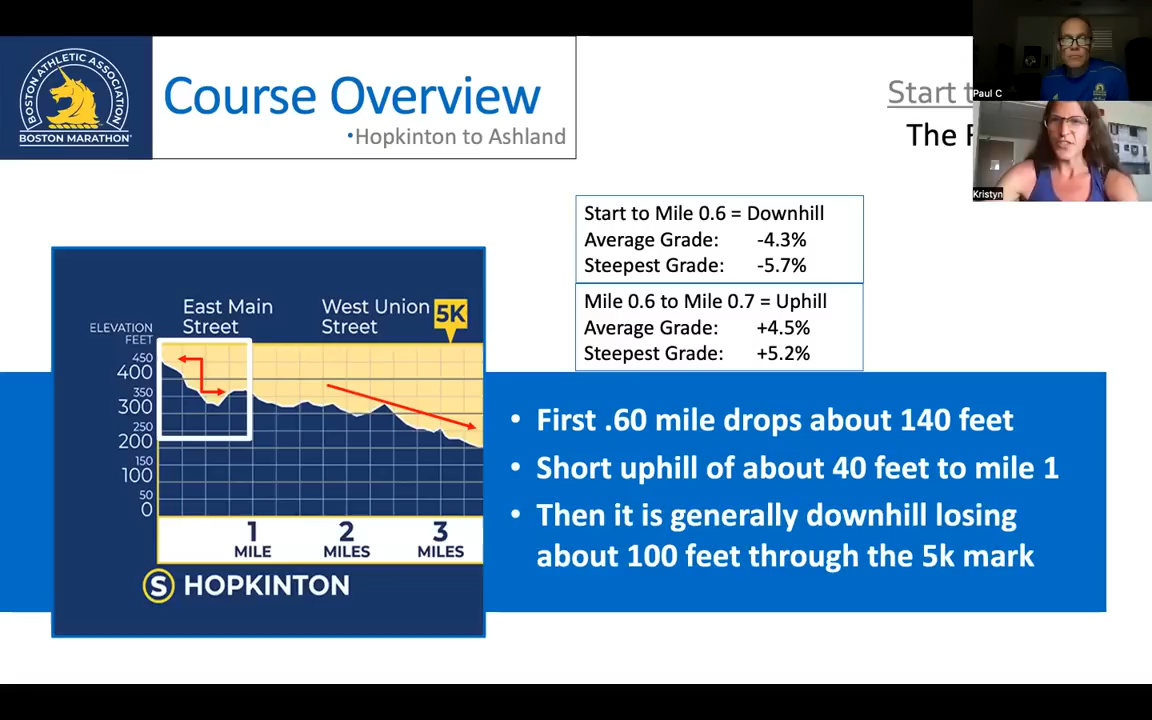 BOSTON ATHLETIC ASSOCIATION
BOSTON MARATHON
Course Overview
•Hopkinton to Ashland
Start
The
Paul C
Kristyn
Start to Mile 0.6 = Downhill
Average Grade: -4.3%
Steepest Grade: -5.7%
Mile 0.6 to Mile 0.7 = Uphill
Average Grade: +4.5%
Steepest Grade: +5.2%
East Main
Street
West Union
Street
5K
ELEVATION
FEET
450
400
350
300
250
200
150
100
50
0
1
MILE
2
MILES
3
MILES
S HOPKINTON
• First .60 mile drops about 140 feet
• Short uphill of about 40 feet to mile 1
• Then it is generally downhill losing
about 100 feet through the 5k mark